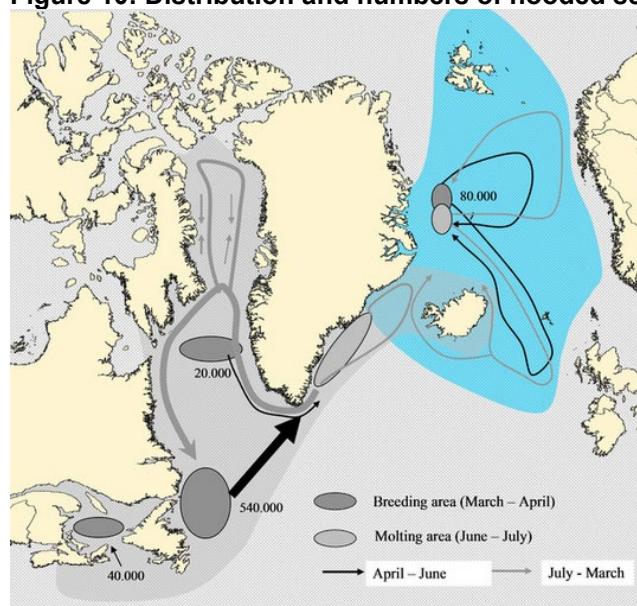 Figure 10. Distribution and numbers of hooded se
80.000
20.000
540.000
40.000
Breeding area (March – April)
Molting area (June – July)
April – June
July - March